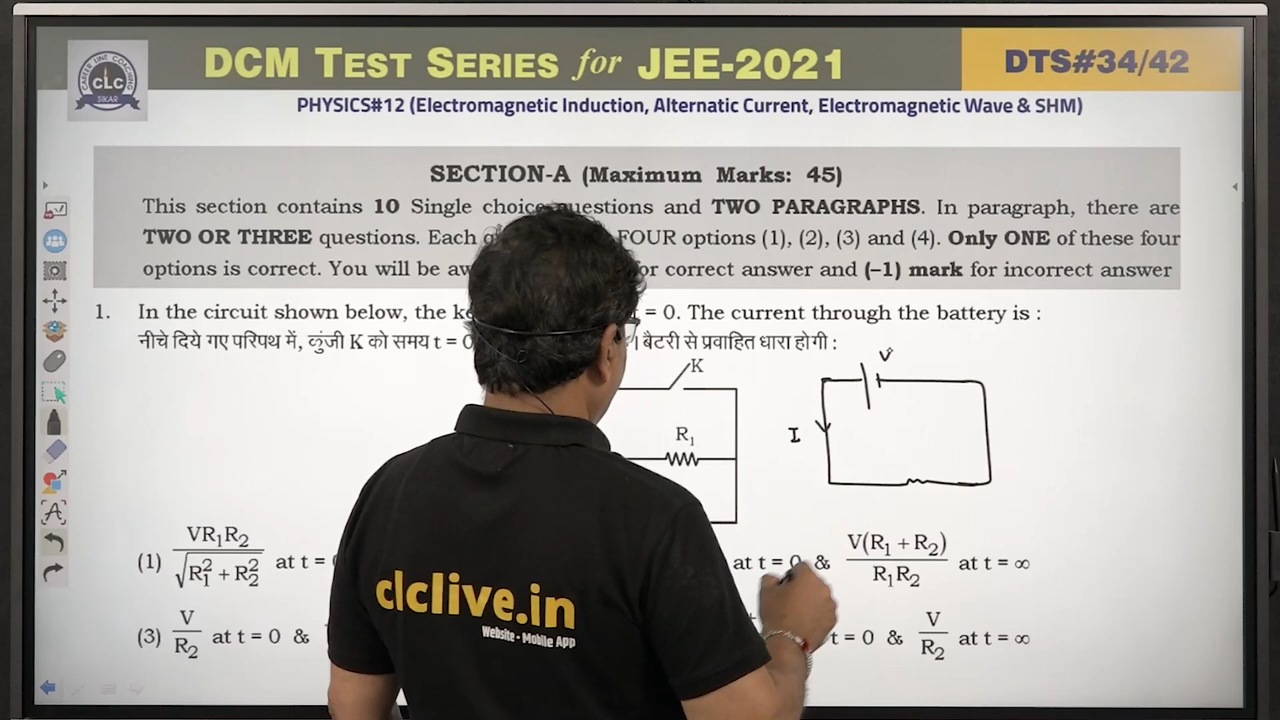 DCM TEST SERIES for JEE-2021
DTS#34/42
CAREER LINE COACHING
CLC
SIKAR
PHYSICS#12 (Electromagnetic Induction, Alternatic Current, Electromagnetic Wave & SHM)
SECTION-A (Maximum Marks: 45)
This section contains 10 Single choice questions and TWO PARAGRAPHS. In paragraph, there are
TWO OR THREE questions. Each FOUR options (1), (2), (3) and (4). Only ONE of these four
options is correct. You will be or correct answer and (–1) mark for incorrect answer
1. In the circuit shown below, the t = 0. The current through the battery is :
नीचे दिये गए परिपथ में, कुंजी K को समय t = 0 । बैटरी से प्रवाहित धारा होगी :
K
V
R1
I
(1) VR1R2 / √R1² + R2² at t = at t = 0 & V(R1 + R2) / R1R2 at t = ∞
(3) V / R2 at t = 0 & t = 0 & V / R2 at t = ∞
clclive.in
Website • Mobile App